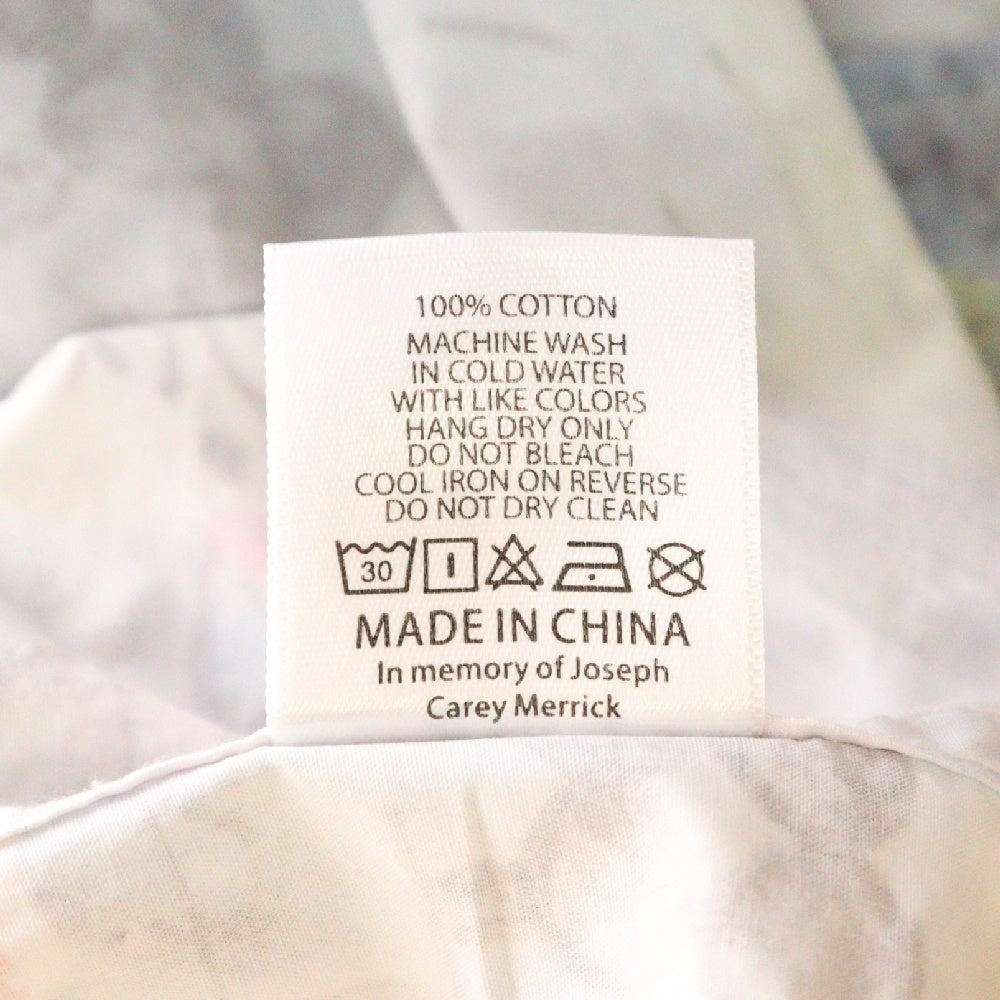 100% COTTON
MACHINE WASH
IN COLD WATER
WITH LIKE COLORS
HANG DRY ONLY
DO NOT BLEACH
COOL IRON ON REVERSE
DO NOT DRY CLEAN
30
MADE IN CHINA
In memory of Joseph
Carey Merrick